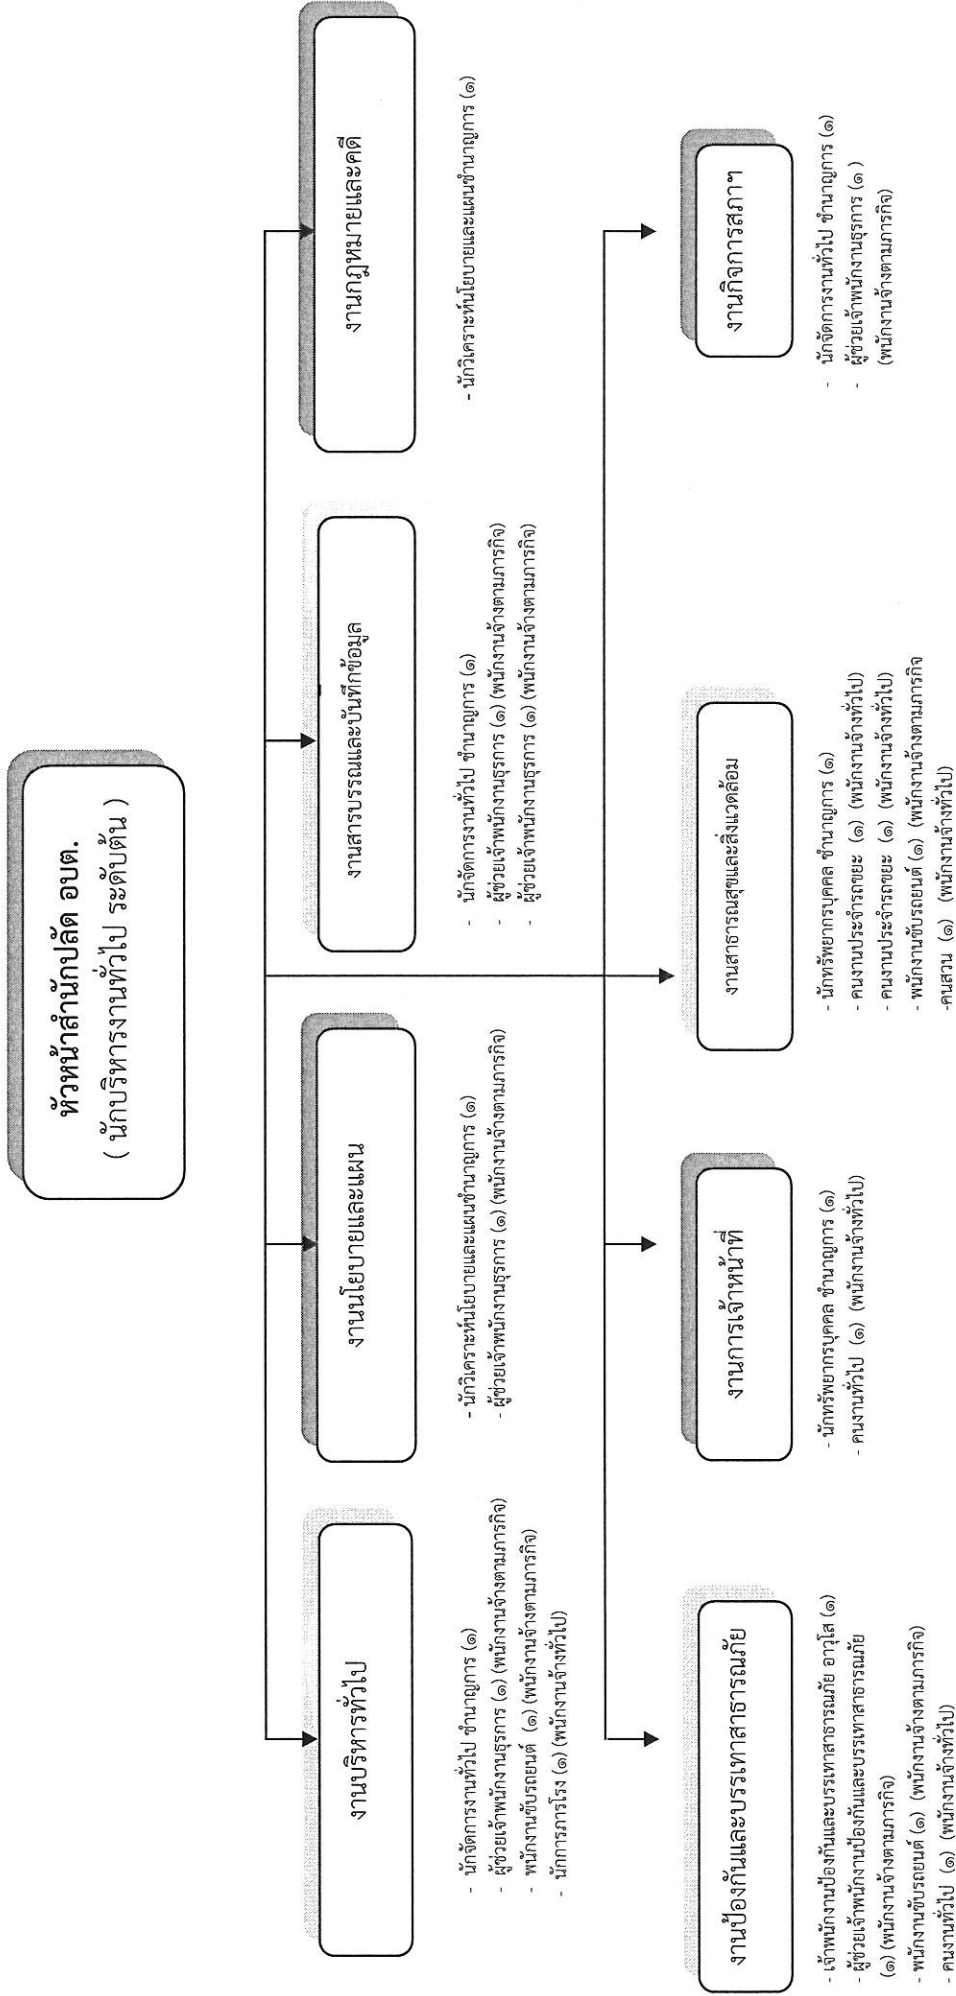 หัวหน้าสำนักปลัด อบต.
( นักบริหารงานทั่วไป ระดับต้น )
งานบริหารทั่วไป
- นักจัดการงานทั่วไป ชำนาญการ (๑)
- ผู้ช่วยเจ้าพนักงานธุรการ (๑) (พนักงานจ้างตามภารกิจ)
- พนักงานขับรถยนต์ (๑) (พนักงานจ้างตามภารกิจ)
- นักการภารโรง (๑) (พนักงานจ้างทั่วไป)
งานนโยบายและแผน
- นักวิเคราะห์นโยบายและแผนชำนาญการ (๑)
- ผู้ช่วยเจ้าพนักงานธุรการ (๑) (พนักงานจ้างตามภารกิจ)
งานสารบรรณและบันทึกข้อมูล
- นักจัดการงานทั่วไป ชำนาญการ (๑)
- ผู้ช่วยเจ้าพนักงานธุรการ (๑) (พนักงานจ้างตามภารกิจ)
- ผู้ช่วยเจ้าพนักงานธุรการ (๑) (พนักงานจ้างตามภารกิจ)
งานกฎหมายและคดี
- นักวิเคราะห์นโยบายและแผนชำนาญการ (๑)
งานป้องกันและบรรเทาสาธารณภัย
- เจ้าพนักงานป้องกันและบรรเทาสาธารณภัย อาวุโส (๑)
- ผู้ช่วยเจ้าพนักงานป้องกันและบรรเทาสาธารณภัย
(๑) (พนักงานจ้างตามภารกิจ)
- พนักงานขับรถยนต์ (๑) (พนักงานจ้างตามภารกิจ)
- คนงานทั่วไป (๑) (พนักงานจ้างทั่วไป)
งานการเจ้าหน้าที่
- นักทรัพยากรบุคคล ชำนาญการ (๑)
- คนงานทั่วไป (๑) (พนักงานจ้างทั่วไป)
งานสาธารณสุขและสิ่งแวดล้อม
- นักทรัพยากรบุคคล ชำนาญการ (๑)
- คนงานประจำรถขยะ (๑) (พนักงานจ้างทั่วไป)
- คนงานประจำรถขยะ (๑) (พนักงานจ้างทั่วไป)
- พนักงานขับรถยนต์ (๑) (พนักงานจ้างตามภารกิจ
-คนสวน (๑) (พนักงานจ้างทั่วไป)
งานกิจการสภาฯ
- นักจัดการงานทั่วไป ชำนาญการ (๑)
- ผู้ช่วยเจ้าพนักงานธุรการ (๑ )
(พนักงานจ้างตามภารกิจ)